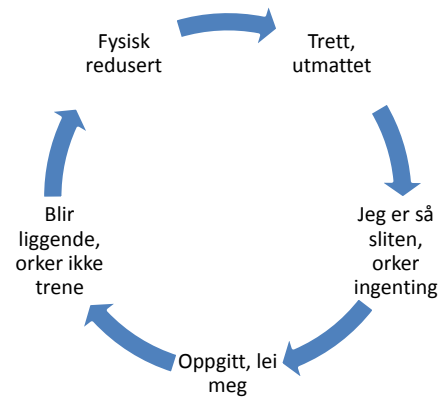 Fysisk
redusert
Trett,
utmattet
Jeg er så
sliten,
orker
ingenting
Oppgitt, lei
meg
Blir
liggende,
orker ikke
trene